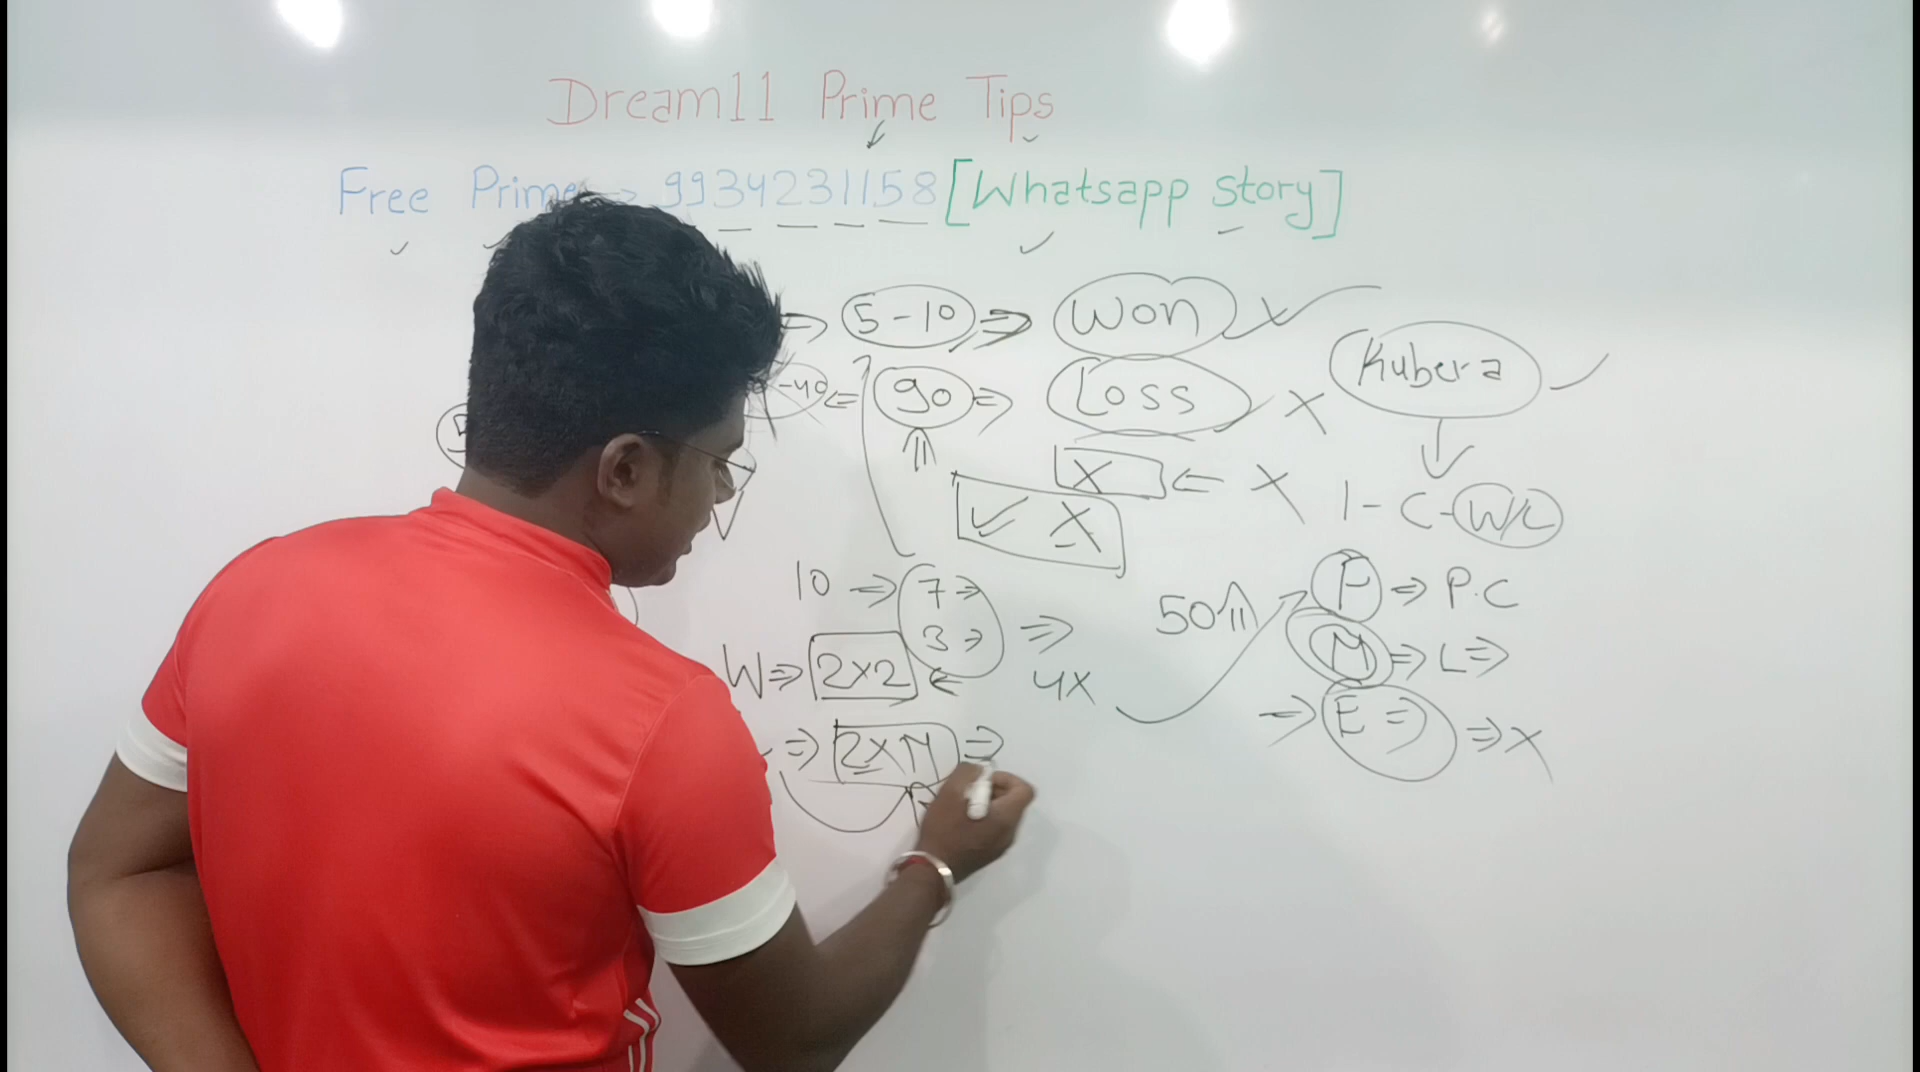 Dream11 Prime Tips
Free Prime => 9934231158 [Whatsapp story]
=> 5-10 => Won
-40 <= 90 => Loss X
Kubera
X <= X
✓ X
1-C-W/L
10 => 7 =>
3 => =>
50
F => P.C
W => 2x2 <= 4X
M => L =>
=> E => => X
=> 2xM =>